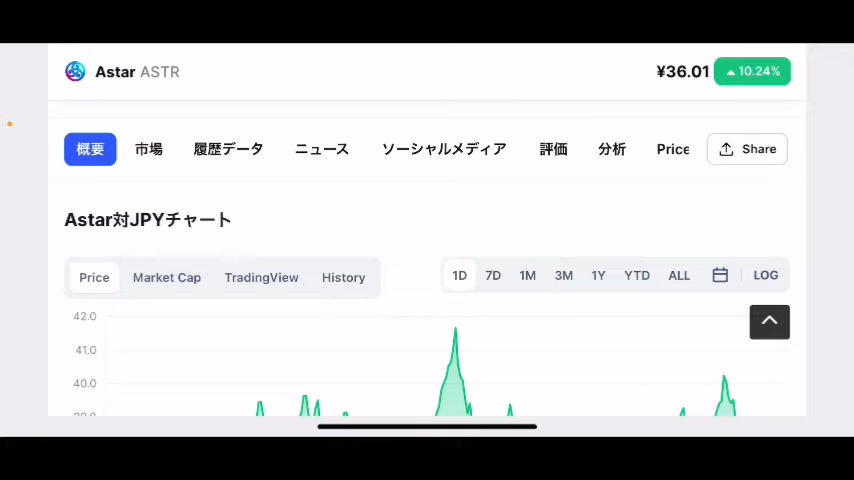 Astar ASTR ¥36.01 10.24%
概要 市場 履歴データ ニュース ソーシャルメディア 評価 分析 Price Share
Astar対JPYチャート
Price Market Cap TradingView History 1D 7D 1M 3M 1Y YTD ALL LOG
42.0
41.0
40.0